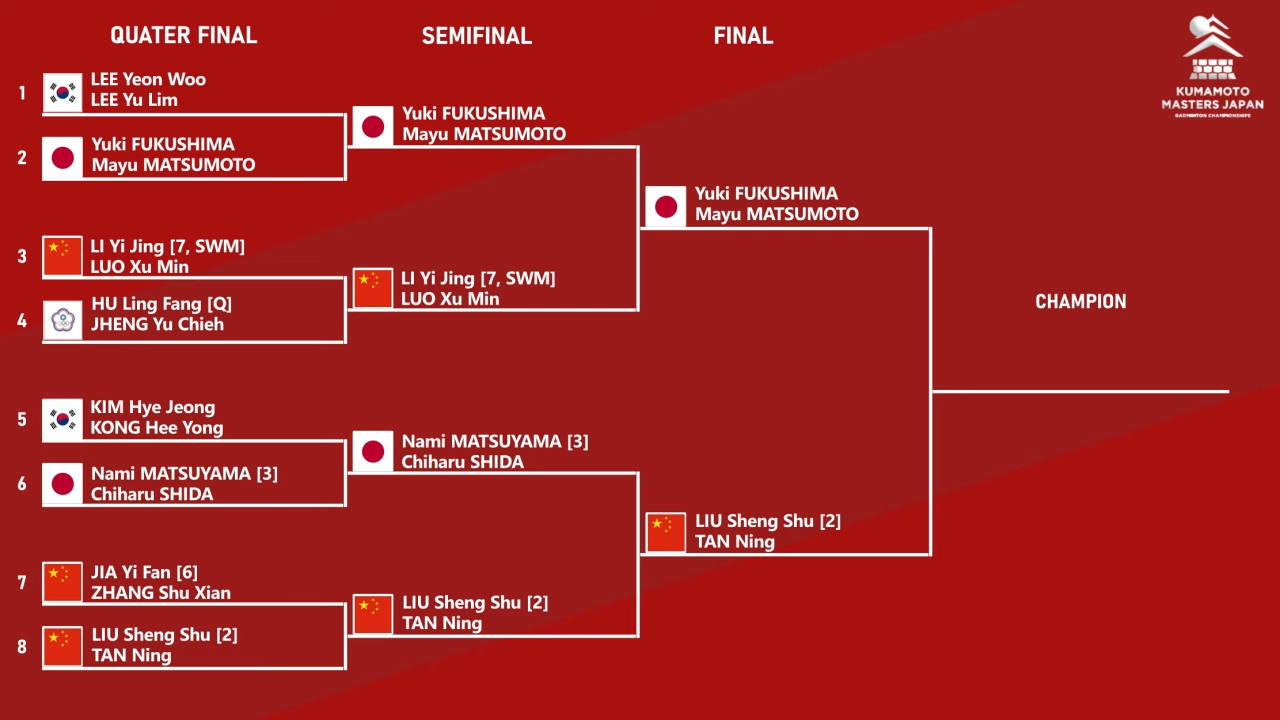 QUATER FINAL
SEMIFINAL
FINAL
KUMAMOTO
MASTERS JAPAN
BADMINTON CHAMPIONSHIPS
1
LEE Yeon Woo
LEE Yu Lim
2
Yuki FUKUSHIMA
Mayu MATSUMOTO
3
LI Yi Jing [7, SWM]
LUO Xu Min
4
HU Ling Fang [Q]
JHENG Yu Chieh
5
KIM Hye Jeong
KONG Hee Yong
6
Nami MATSUYAMA [3]
Chiharu SHIDA
7
JIA Yi Fan [6]
ZHANG Shu Xian
8
LIU Sheng Shu [2]
TAN Ning
Yuki FUKUSHIMA
Mayu MATSUMOTO
LI Yi Jing [7, SWM]
LUO Xu Min
Nami MATSUYAMA [3]
Chiharu SHIDA
LIU Sheng Shu [2]
TAN Ning
Yuki FUKUSHIMA
Mayu MATSUMOTO
LIU Sheng Shu [2]
TAN Ning
CHAMPION